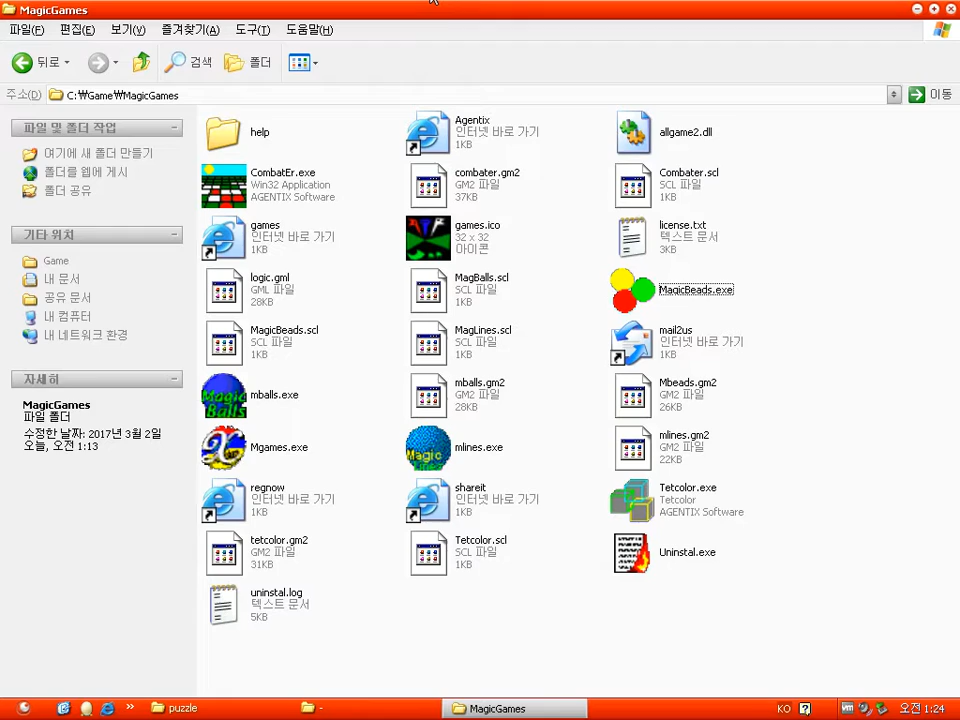 MagicGames
파일(F) 편집(E) 보기(V) 즐겨찾기(A) 도구(T) 도움말(H)
뒤로 검색 폴더
주소(D) C:₩Game₩MagicGames 이동
파일 및 폴더 작업
여기에 새 폴더 만들기
폴더를 웹에 게시
폴더 공유
기타 위치
Game
내 문서
공유 문서
내 컴퓨터
내 네트워크 환경
자세히
MagicGames
파일 폴더
수정한 날짜: 2017년 3월 2일
오늘, 오전 1:13
help
Agentix
인터넷 바로 가기
1KB
allgame2.dll
CombatEr.exe
Win32 Application
AGENTIX Software
combater.gm2
GM2 파일
37KB
Combater.scl
SCL 파일
1KB
games
인터넷 바로 가기
1KB
games.ico
32 x 32
아이콘
license.txt
텍스트 문서
3KB
logic.gml
GML 파일
28KB
MagBalls.scl
SCL 파일
1KB
MagicBeads.exe
MagicBeads.scl
SCL 파일
1KB
MagLines.scl
SCL 파일
1KB
mail2us
인터넷 바로 가기
1KB
Magic
Balls
mballs.exe
mballs.gm2
GM2 파일
28KB
Mbeads.gm2
GM2 파일
26KB
Mgames.exe
Magic
Lines
mlines.exe
mlines.gm2
GM2 파일
22KB
regnow
인터넷 바로 가기
1KB
shareit
인터넷 바로 가기
1KB
Tetcolor.exe
Tetcolor
AGENTIX Software
tetcolor.gm2
GM2 파일
31KB
Tetcolor.scl
SCL 파일
1KB
Uninstal.exe
uninstal.log
텍스트 문서
5KB
puzzle - MagicGames KO 오전 1:24